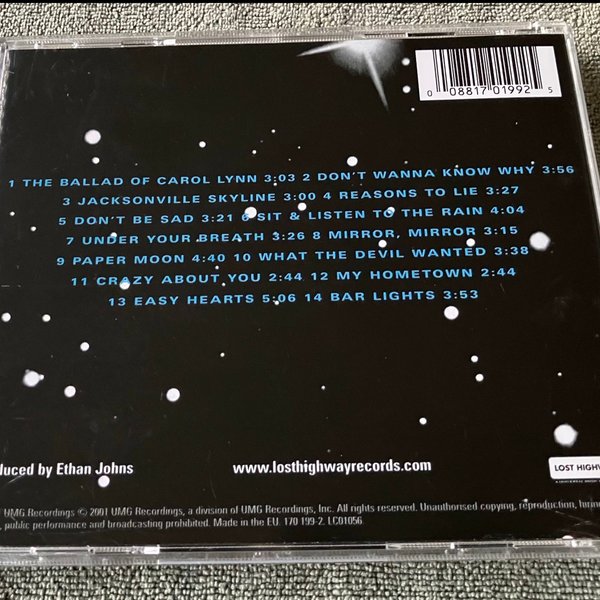 0 08817 01992 5
1 THE BALLAD OF CAROL LYNN 3:03 2 DON'T WANNA KNOW WHY 3:56
3 JACKSONVILLE SKYLINE 3:00 4 REASONS TO LIE 3:27
5 DON'T BE SAD 3:21 6 SIT & LISTEN TO THE RAIN 4:04
7 UNDER YOUR BREATH 3:26 8 MIRROR, MIRROR 3:15
9 PAPER MOON 4:40 10 WHAT THE DEVIL WANTED 3:38
11 CRAZY ABOUT YOU 2:44 12 MY HOMETOWN 2:44
13 EASY HEARTS 5:06 14 BAR LIGHTS 3:53
duced by Ethan Johns
www.losthighwayrecords.com
LOST HIGHW
UMG Recordings © 2001 UMG Recordings, a division of UMG Recordings, Inc. All rights reserved. Unauthorised copying, reproduction, hiring
, public performance and broadcasting prohibited. Made in the EU. 170 199-2. LC01056.